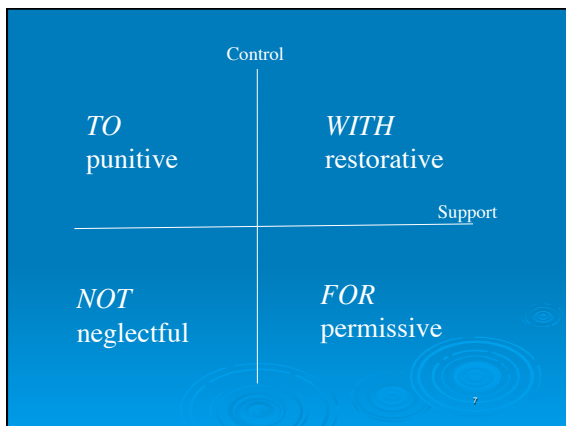 Control
TO
punitive
WITH
restorative
Support
NOT
neglectful
FOR
permissive
7